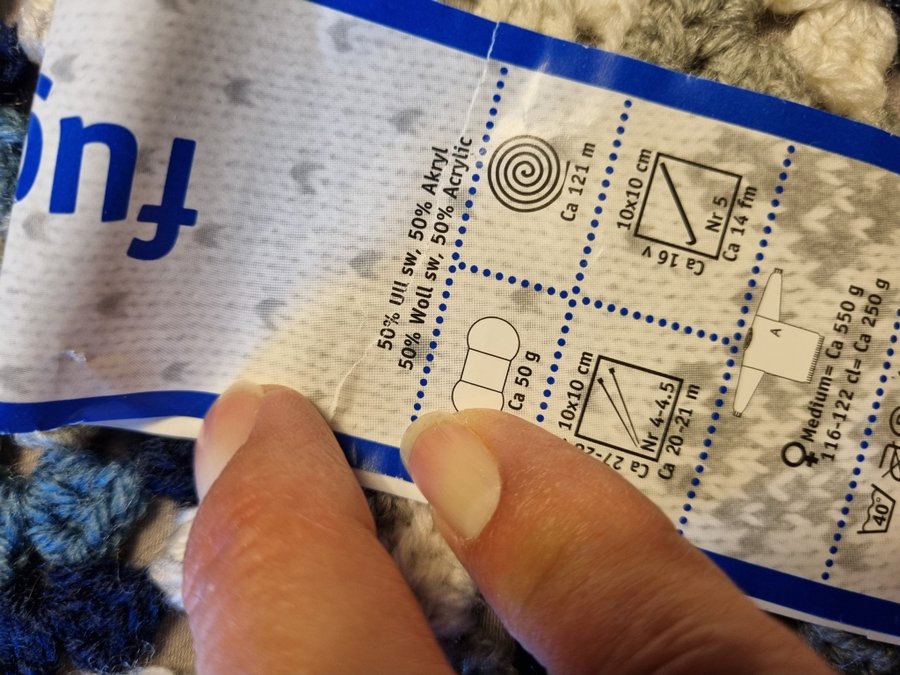 fug
50% Ull sw, 50% Akryl
50% Woll sw, 50% Acrylic
Ca 121 m
Ca 50 g
10x10 cm
Nr 5
Ca 16 v
Ca 14 fm
10x10 cm
Nr 4-4.5
Ca 20-21 m
Medium= Ca 550 g
116-122 cl= Ca 250 g
A
40°